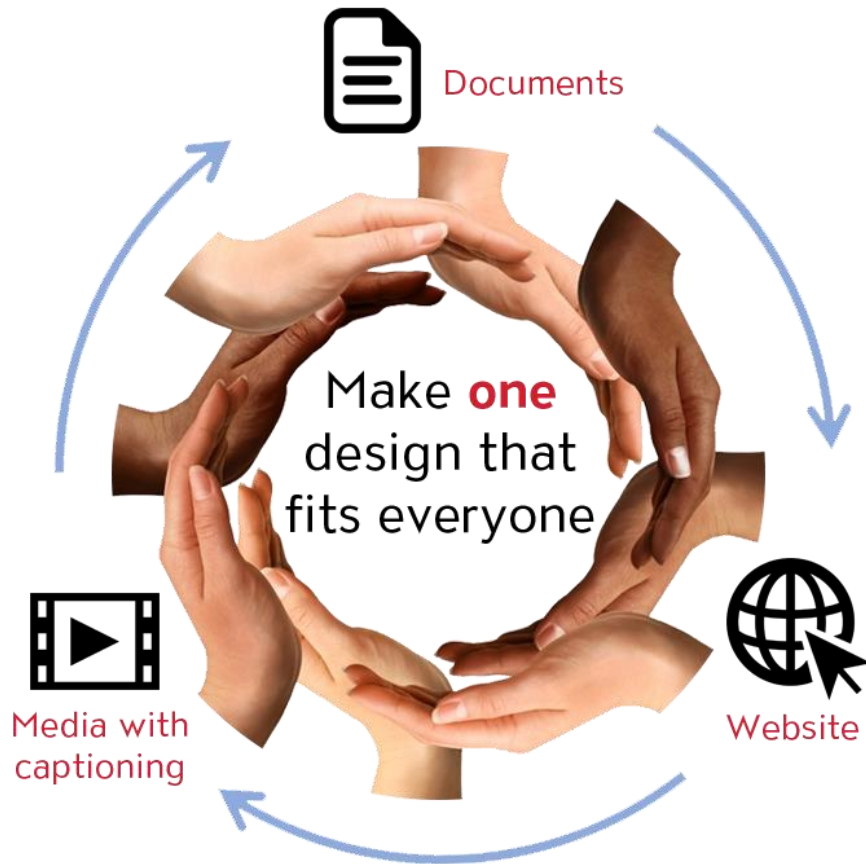 Documents
Make one
design that
fits everyone
Media with
captioning
Website